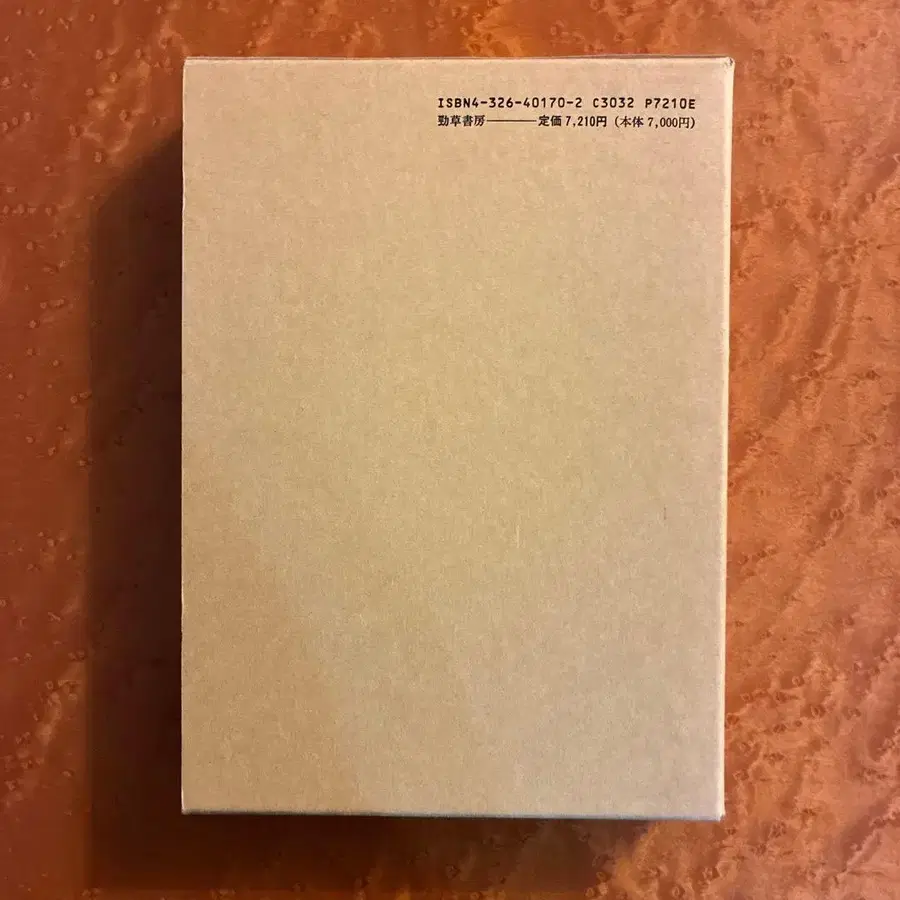 ISBN4-326-40170-2 C3032 P7210E
勁草書房————定価 7,210円 (本体 7,000円)